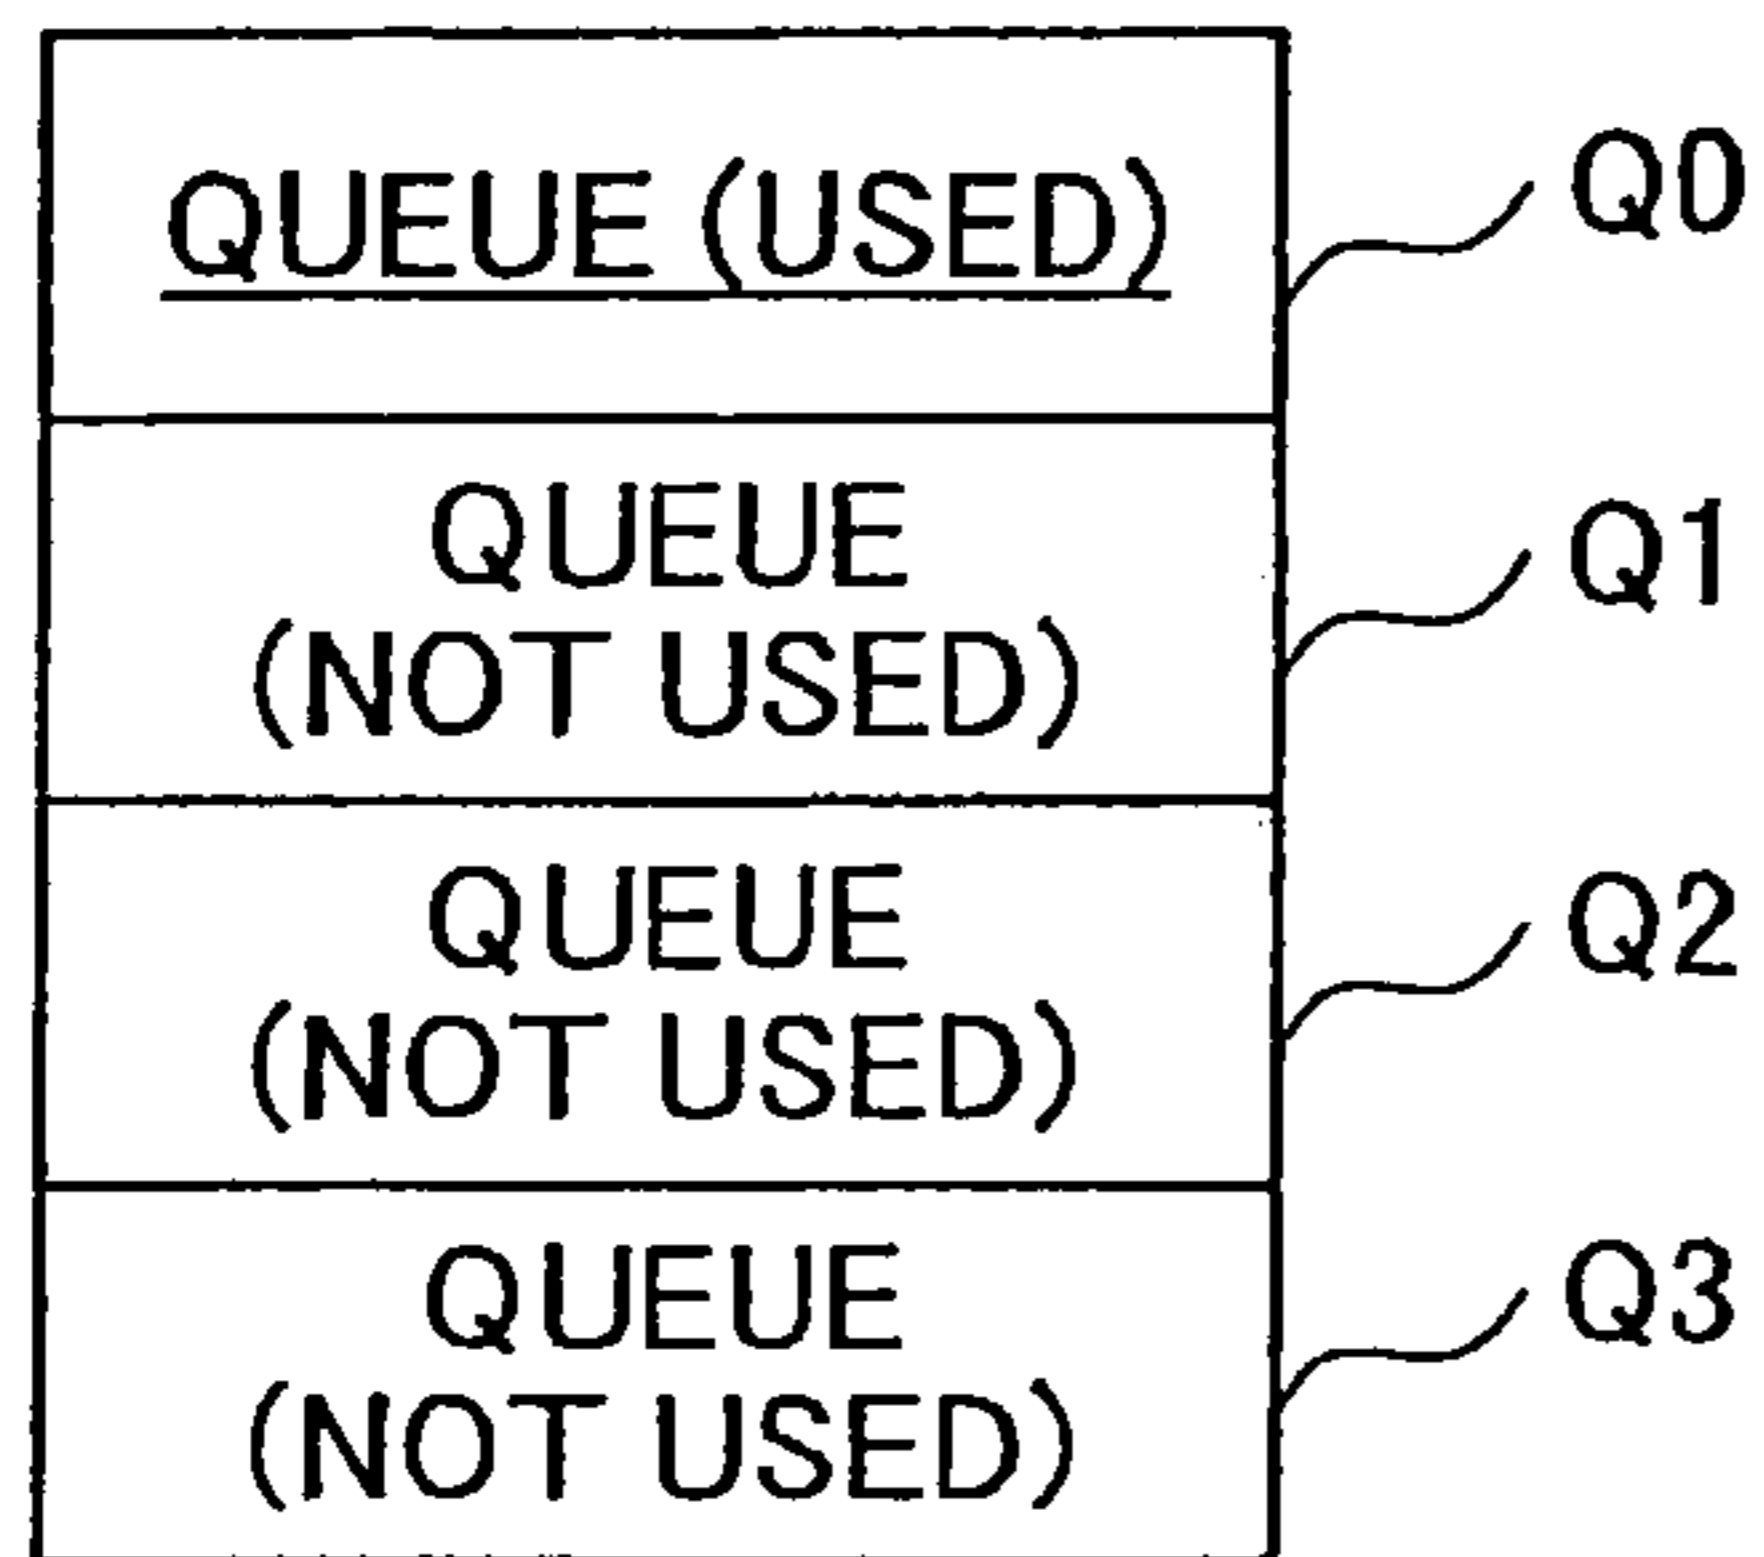 QUEUE (USED)
Q0
QUEUE
(NOT USED)
Q1
QUEUE
(NOT USED)
Q2
QUEUE
(NOT USED)
Q3